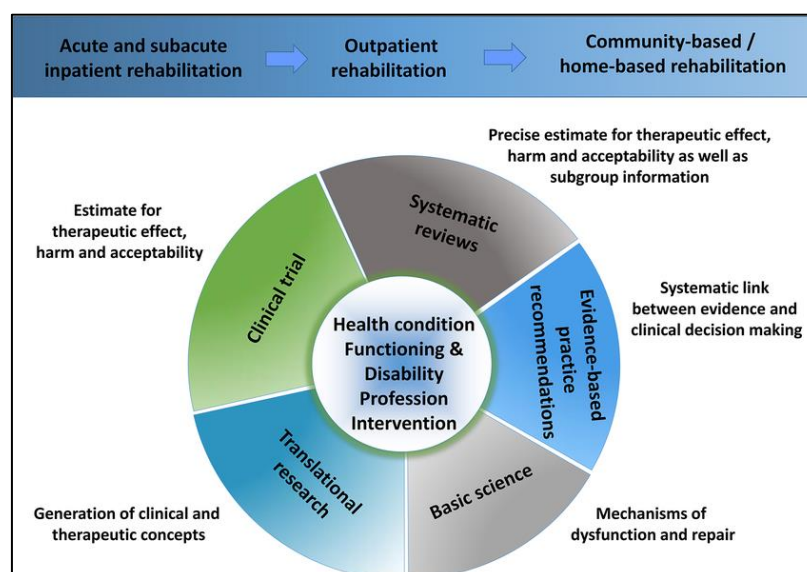 Acute and subacute
inpatient rehabilitation
Outpatient
rehabilitation
Community-based /
home-based rehabilitation
Precise estimate for therapeutic effect,
harm and acceptability as well as
subgroup information
Estimate for
therapeutic effect,
harm and acceptability
Systematic
reviews
Clinical trial
Evidence-based
practice
recommendations
Systematic link
between evidence and
clinical decision making
Health condition
Functioning &
Disability
Profession
Intervention
Translational
research
Basic science
Generation of clinical and
therapeutic concepts
Mechanisms of
dysfunction and repair